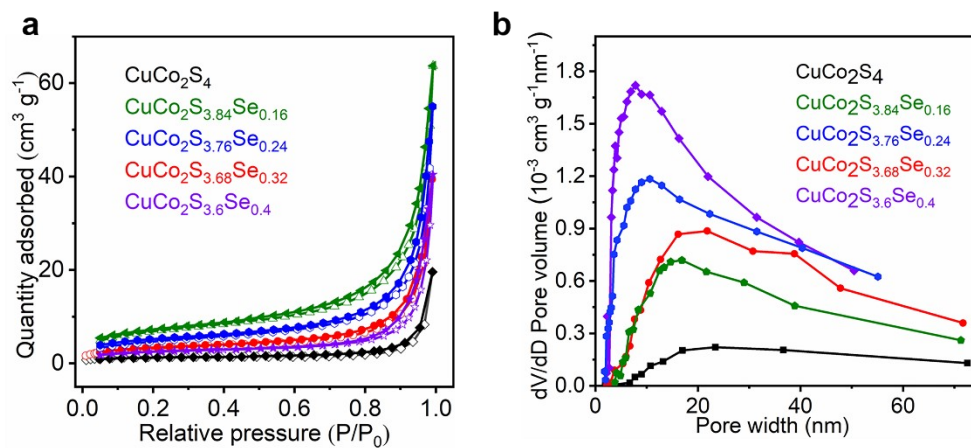 a
Quantity adsorbed (cm³ g⁻¹)
60
40
20
0
CuCo₂S₄
CuCo₂S₃.₈₄Se₀.₁₆
CuCo₂S₃.₇₆Se₀.₂₄
CuCo₂S₃.₆₈Se₀.₃₂
CuCo₂S₃.₆Se₀.₄
0.0 0.2 0.4 0.6 0.8 1.0
Relative pressure (P/P₀)
b
dV/dD Pore volume (10⁻³ cm³ g⁻¹nm⁻¹)
1.8
1.5
1.2
0.9
0.6
0.3
0.0
CuCo₂S₄
CuCo₂S₃.₈₄Se₀.₁₆
CuCo₂S₃.₇₆Se₀.₂₄
CuCo₂S₃.₆₈Se₀.₃₂
CuCo₂S₃.₆Se₀.₄
0 20 40 60
Pore width (nm)